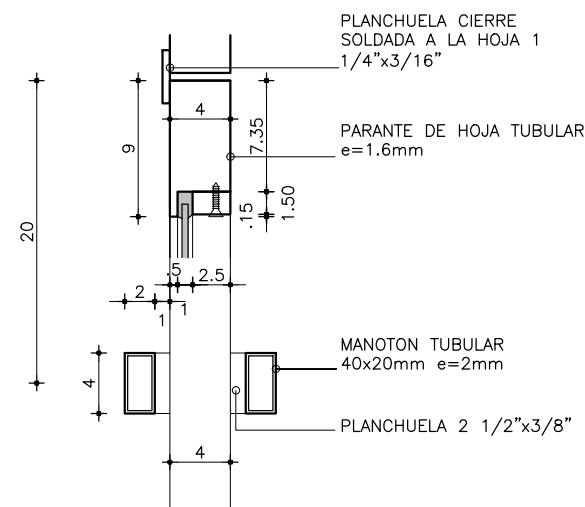 PLANCHUELA CIERRE
SOLDADA A LA HOJA 1
1/4"x3/16"
4
9
7.35
PARANTE DE HOJA TUBULAR
e=1.6mm
.15
1.50
20
.5
2.5
2
1
1
MANOTON TUBULAR
40x20mm e=2mm
4
PLANCHUELA 2 1/2"x3/8"
4